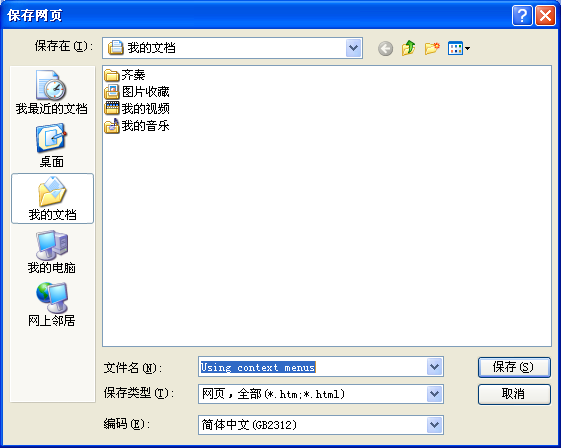 保存网页
保存在(I):
我的文档
我最近的文档
桌面
我的文档
我的电脑
网上邻居
齐秦
图片收藏
我的视频
我的音乐
文件名(N):
Using context menus
保存(S)
保存类型(T):
网页，全部(*.htm;*.html)
取消
编码(E):
简体中文(GB2312)